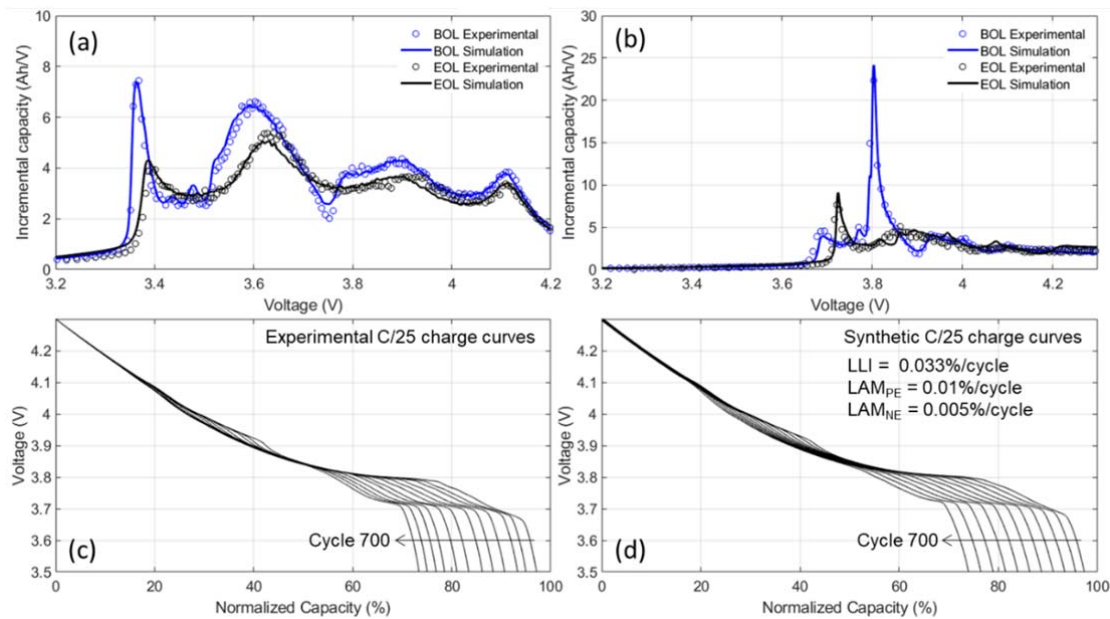 (a)
BOL Experimental
BOL Simulation
EOL Experimental
EOL Simulation
Incremental capacity (Ah/V)
10
8
6
4
2
0
3.2 3.4 3.6 3.8 4 4.2
Voltage (V)
(b)
BOL Experimental
BOL Simulation
EOL Experimental
EOL Simulation
Incremental capacity (Ah/V)
30
25
20
15
10
5
0
3.2 3.4 3.6 3.8 4 4.2
Voltage (V)
Experimental C/25 charge curves
Voltage (V)
4.2
4.1
4
3.9
3.8
3.7
3.6
3.5
Cycle 700
(c)
0 20 40 60 80 100
Normalized Capacity (%)
Synthetic C/25 charge curves
LLI = 0.033%/cycle
LAMPE = 0.01%/cycle
LAMNE = 0.005%/cycle
Voltage (V)
4.2
4.1
4
3.9
3.8
3.7
3.6
3.5
Cycle 700
(d)
0 20 40 60 80 100
Normalized Capacity (%)